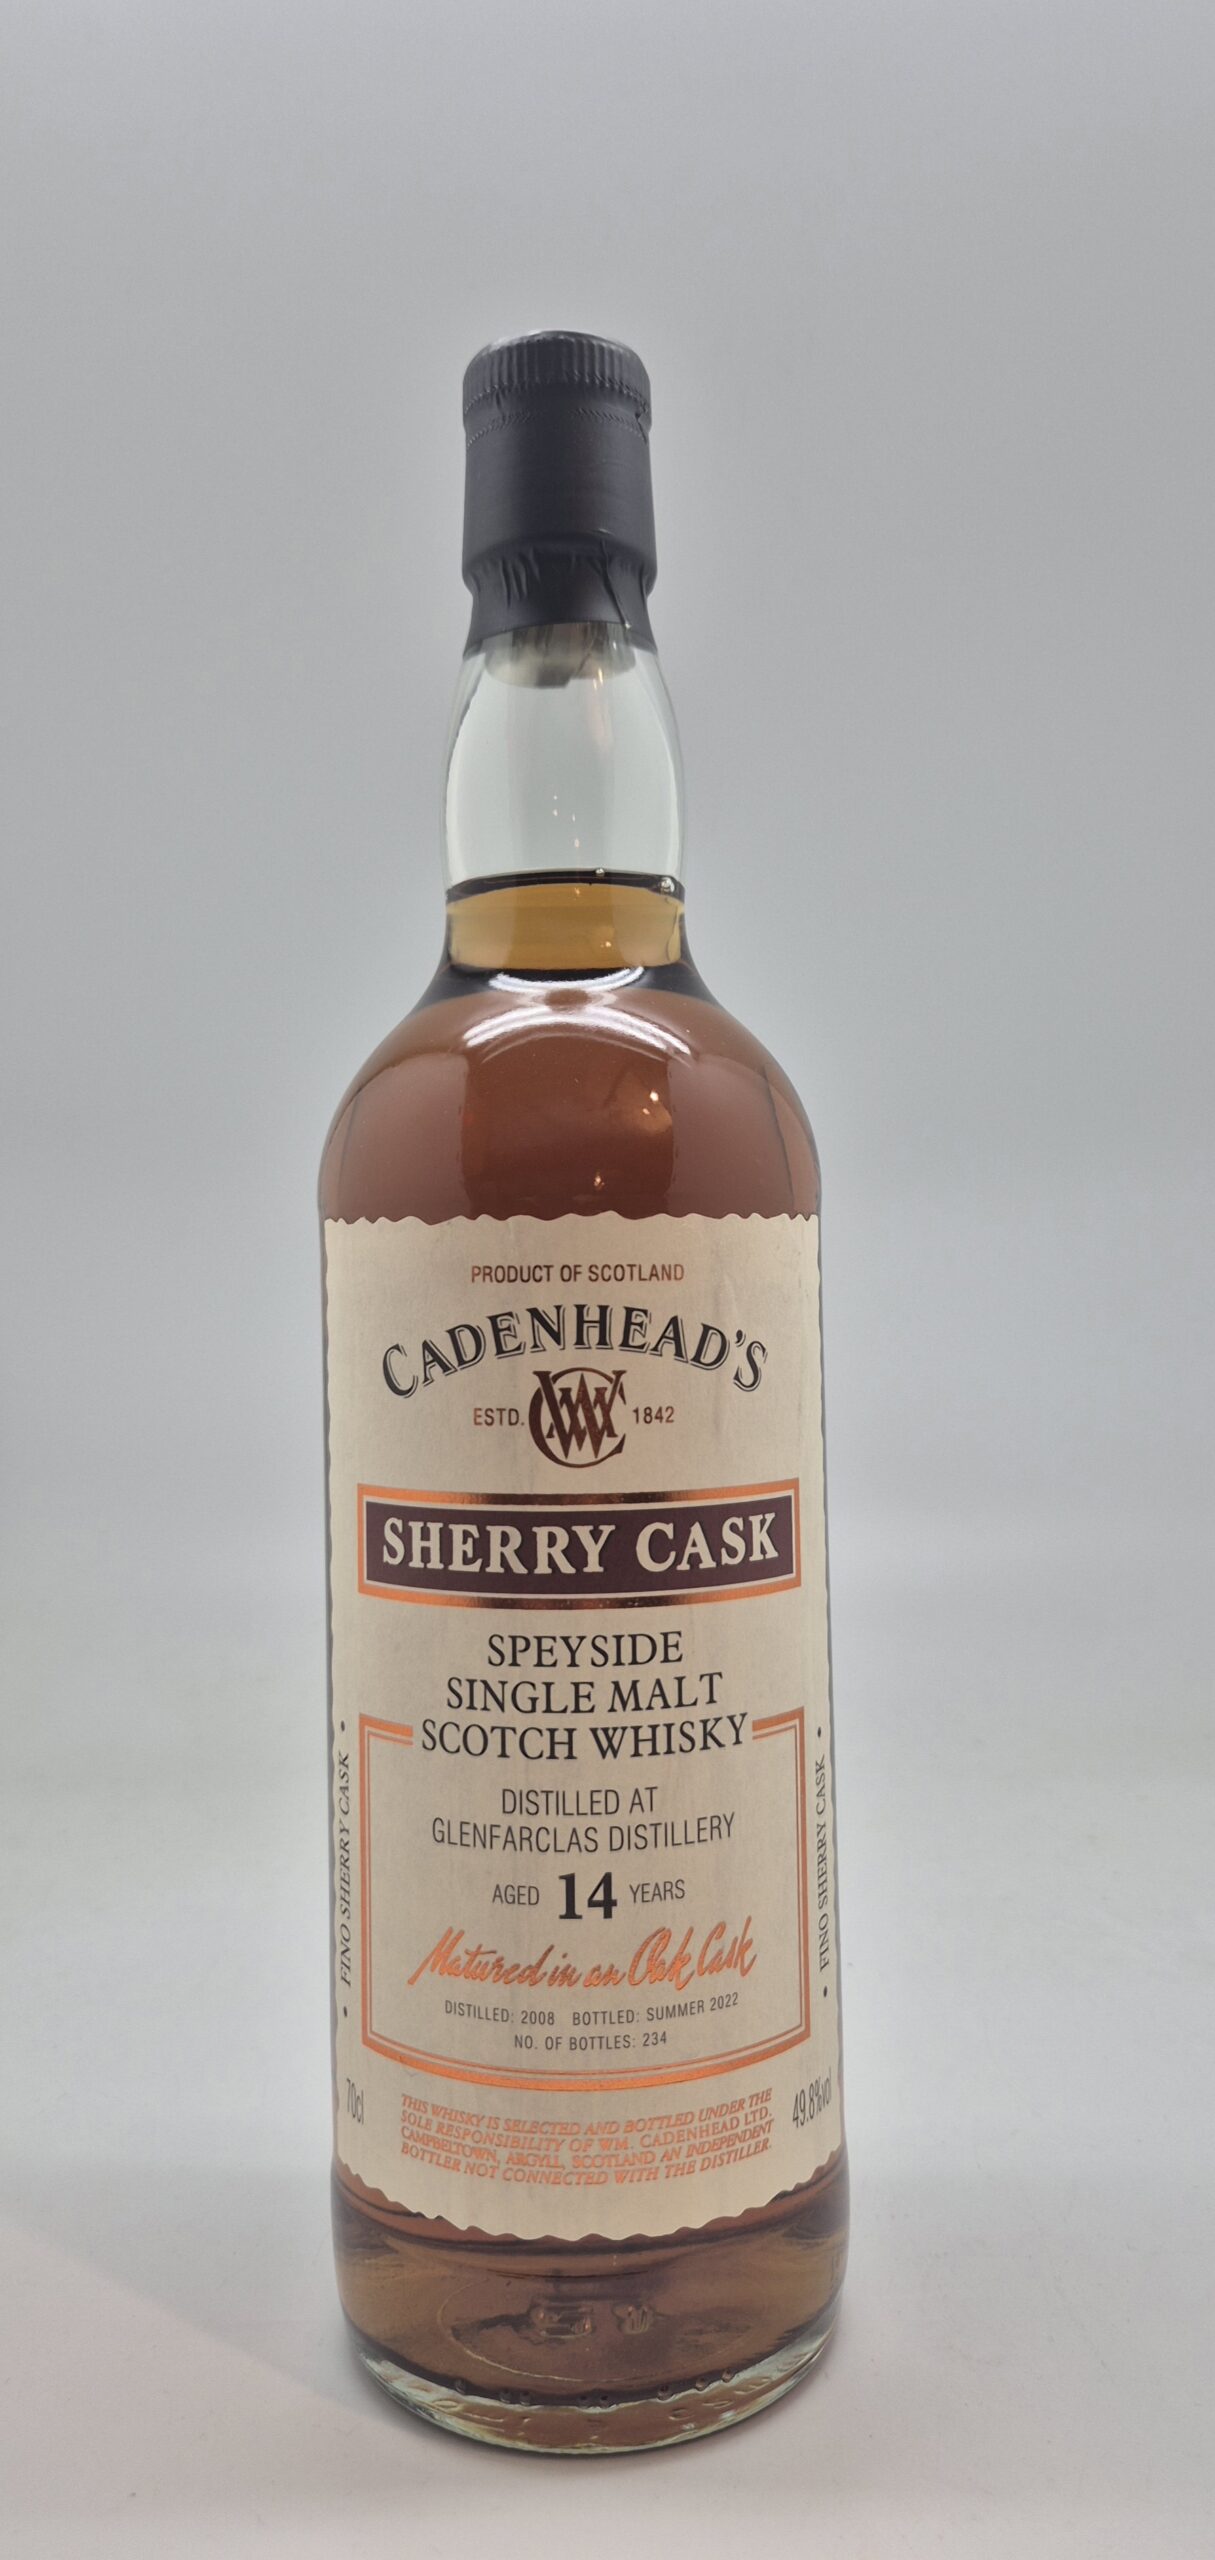 PRODUCT OF SCOTLAND
CADENHEAD'S
ESTD. WC 1842
SHERRY CASK
SPEYSIDE
SINGLE MALT
SCOTCH WHISKY
DISTILLED AT
GLENFARCLAS DISTILLERY
AGED 14 YEARS
Matured in an Oak Cask
DISTILLED: 2008 BOTTLED: SUMMER 2022
NO. OF BOTTLES: 234
• FINO SHERRY CASK •
• FINO SHERRY CASK •
70cl
THIS WHISKY IS SELECTED AND BOTTLED UNDER THE
SOLE RESPONSIBILITY OF WM. CADENHEAD LTD.
CAMPBELTOWN, ARGYLL, SCOTLAND AN INDEPENDENT
BOTTLER NOT CONNECTED WITH THE DISTILLER.
49.8%vol